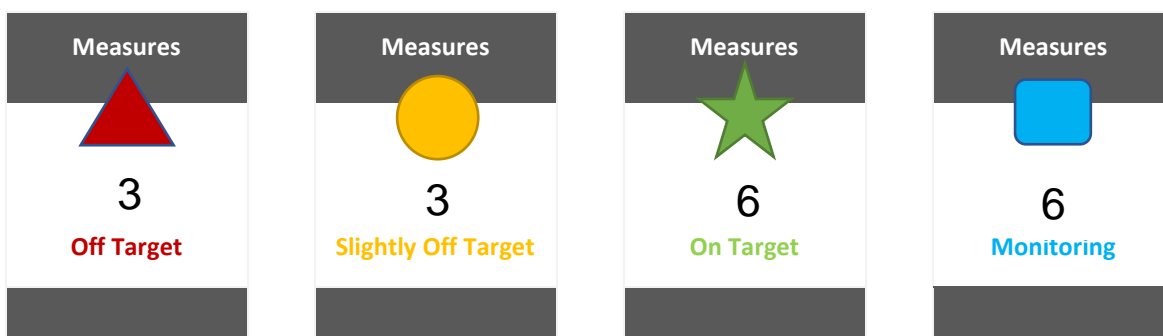 Measures
3
Off Target
Measures
3
Slightly Off Target
Measures
6
On Target
Measures
6
Monitoring